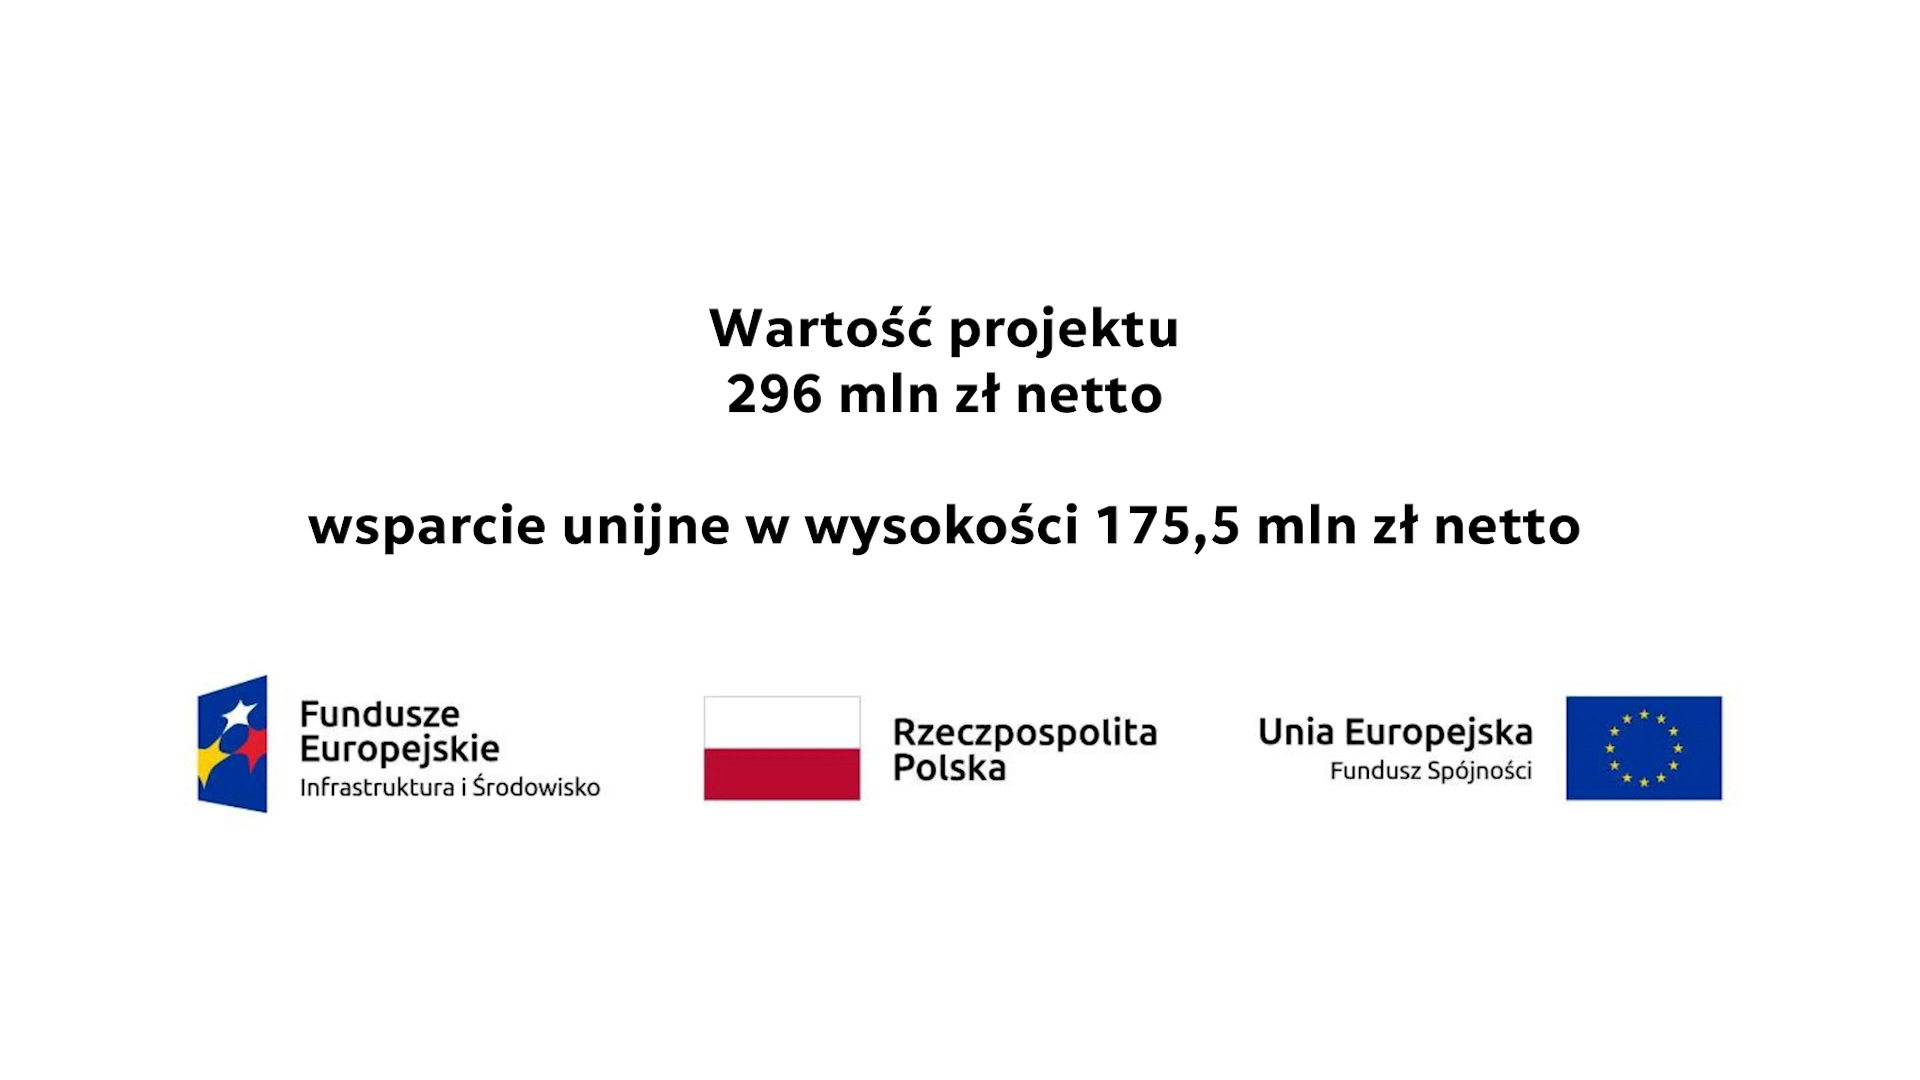 Wartość projektu
296 mln zł netto
wsparcie unijne w wysokości 175,5 mln zł netto
Fundusze
Europejskie
Infrastruktura i Środowisko
Rzeczpospolita
Polska
Unia Europejska
Fundusz Spójności